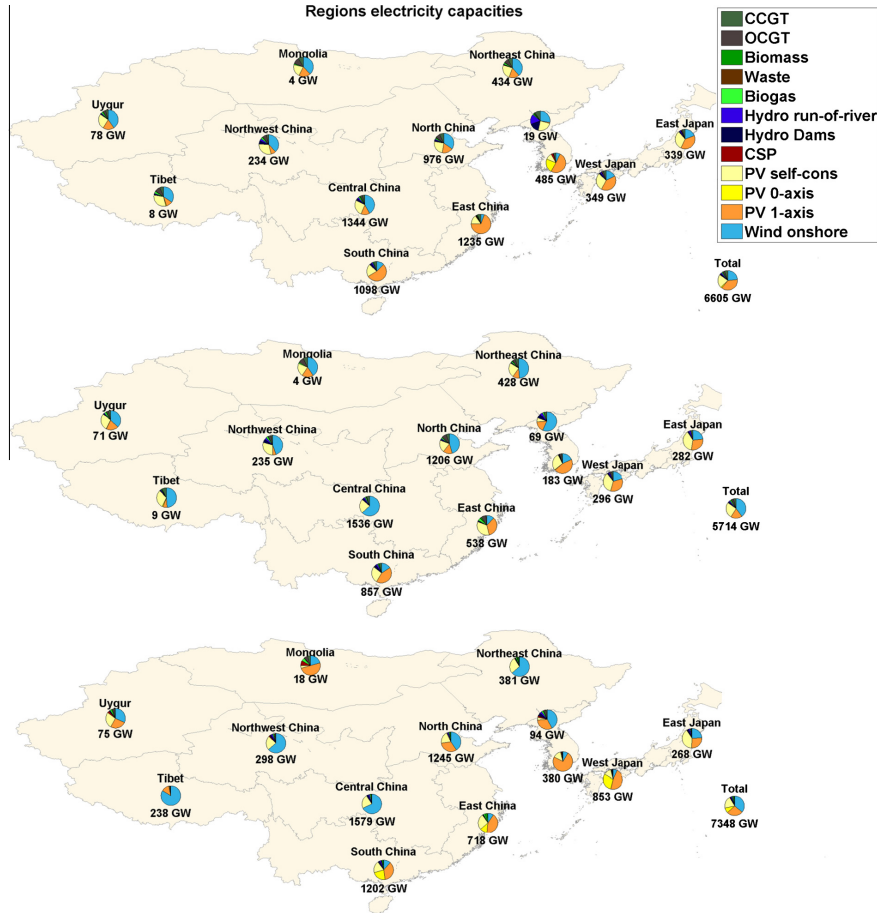 Regions electricity capacities
CCGT
OCGT
Biomass
Waste
Biogas
Hydro run-of-river
Hydro Dams
CSP
PV self-cons
PV 0-axis
PV 1-axis
Wind onshore
Mongolia
4 GW
Northeast China
434 GW
Uyqur
78 GW
Northwest China
234 GW
North China
976 GW
19 GW
East Japan
339 GW
485 GW
West Japan
349 GW
Tibet
8 GW
Central China
1344 GW
East China
1235 GW
South China
1098 GW
Total
6605 GW
Mongolia
4 GW
Northeast China
428 GW
Uyqur
71 GW
Northwest China
235 GW
North China
1206 GW
69 GW
East Japan
282 GW
183 GW
West Japan
296 GW
Tibet
9 GW
Central China
1536 GW
East China
538 GW
South China
857 GW
Total
5714 GW
Mongolia
18 GW
Northeast China
381 GW
Uyqur
75 GW
Northwest China
298 GW
North China
1245 GW
94 GW
East Japan
268 GW
380 GW
West Japan
853 GW
Tibet
238 GW
Central China
1579 GW
East China
718 GW
South China
1202 GW
Total
7348 GW